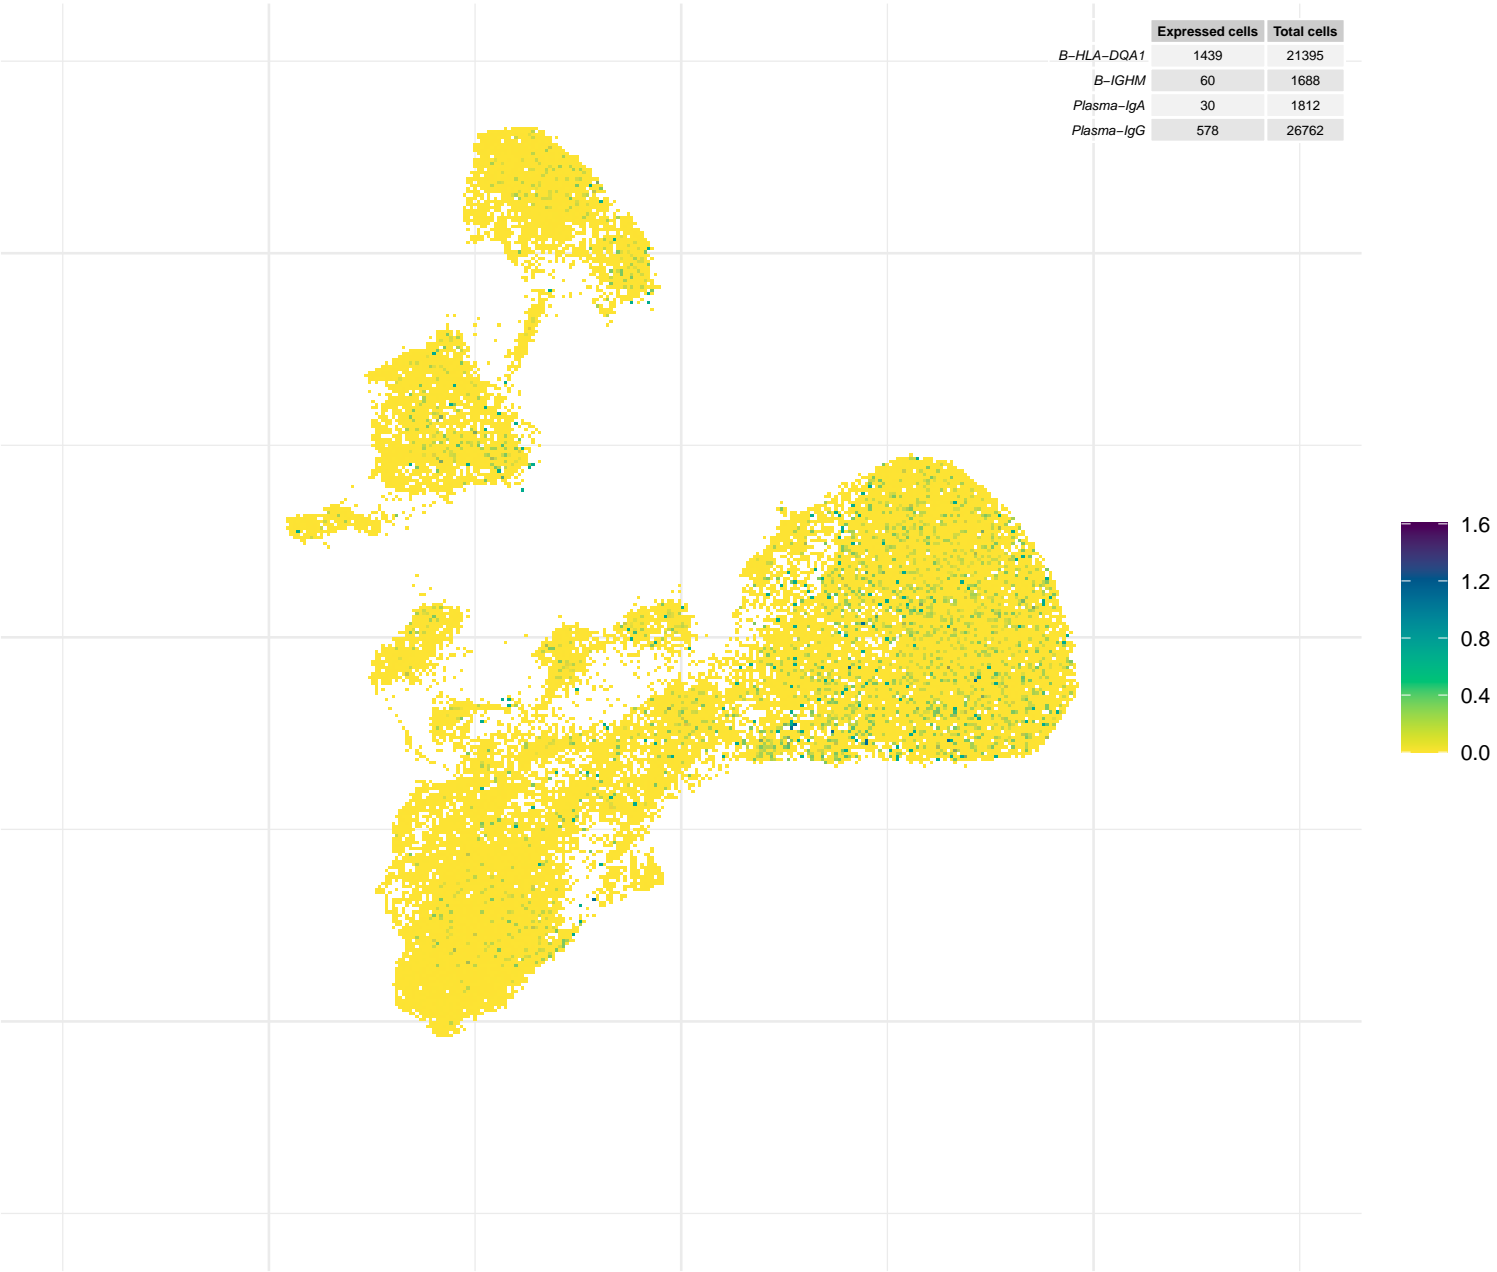 Expressed cells Total cells
B−HLA−DQA1 1439 21395
B−IGHM 60 1688
Plasma−IgA 30 1812
Plasma−IgG 578 26762
1.6
1.2
0.8
0.4
0.0